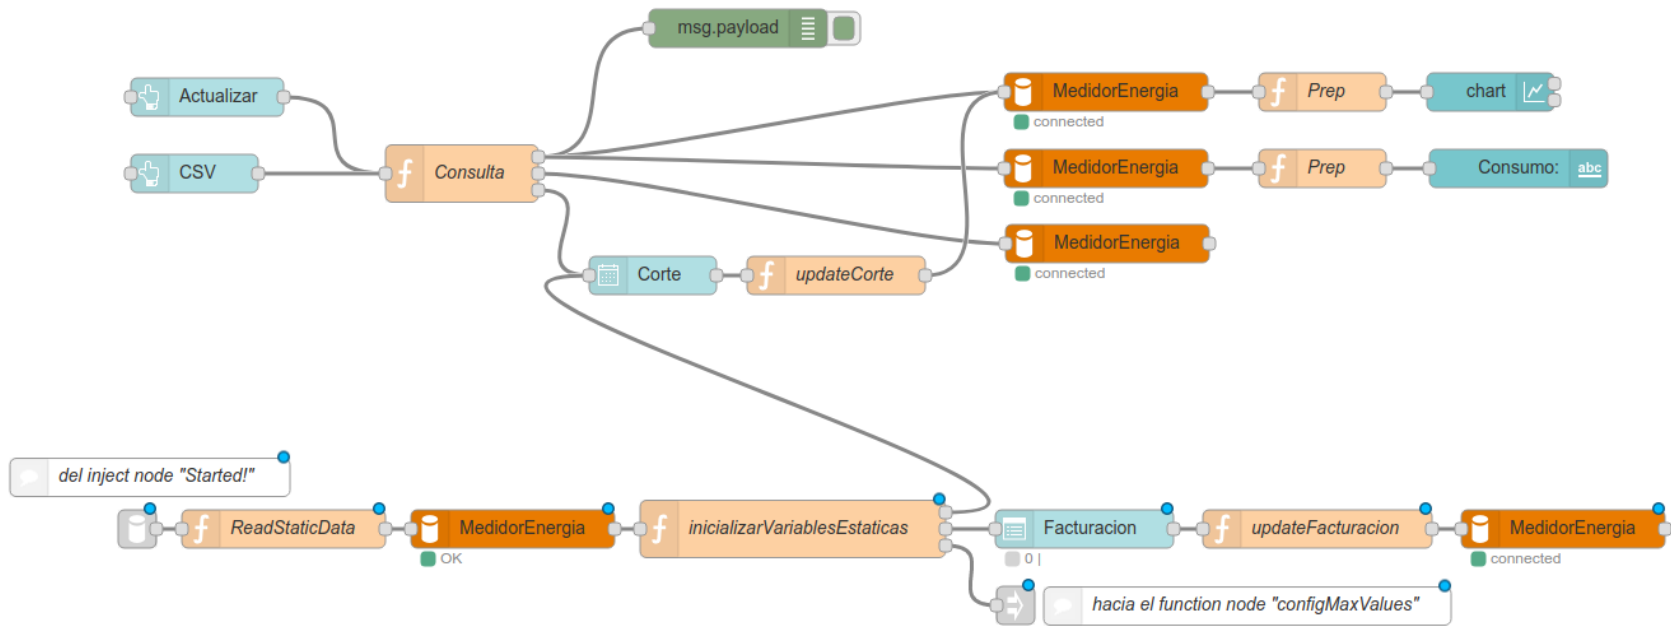 msg.payload
Actualizar
MedidorEnergia
Prep
chart
connected
CSV
Consulta
MedidorEnergia
Prep
Consumo:
abc
connected
MedidorEnergia
connected
Corte
updateCorte
del inject node "Started!"
ReadStaticData
MedidorEnergia
OK
inicializarVariablesEstaticas
Facturacion
0 |
updateFacturacion
MedidorEnergia
connected
hacia el function node "configMaxValues"